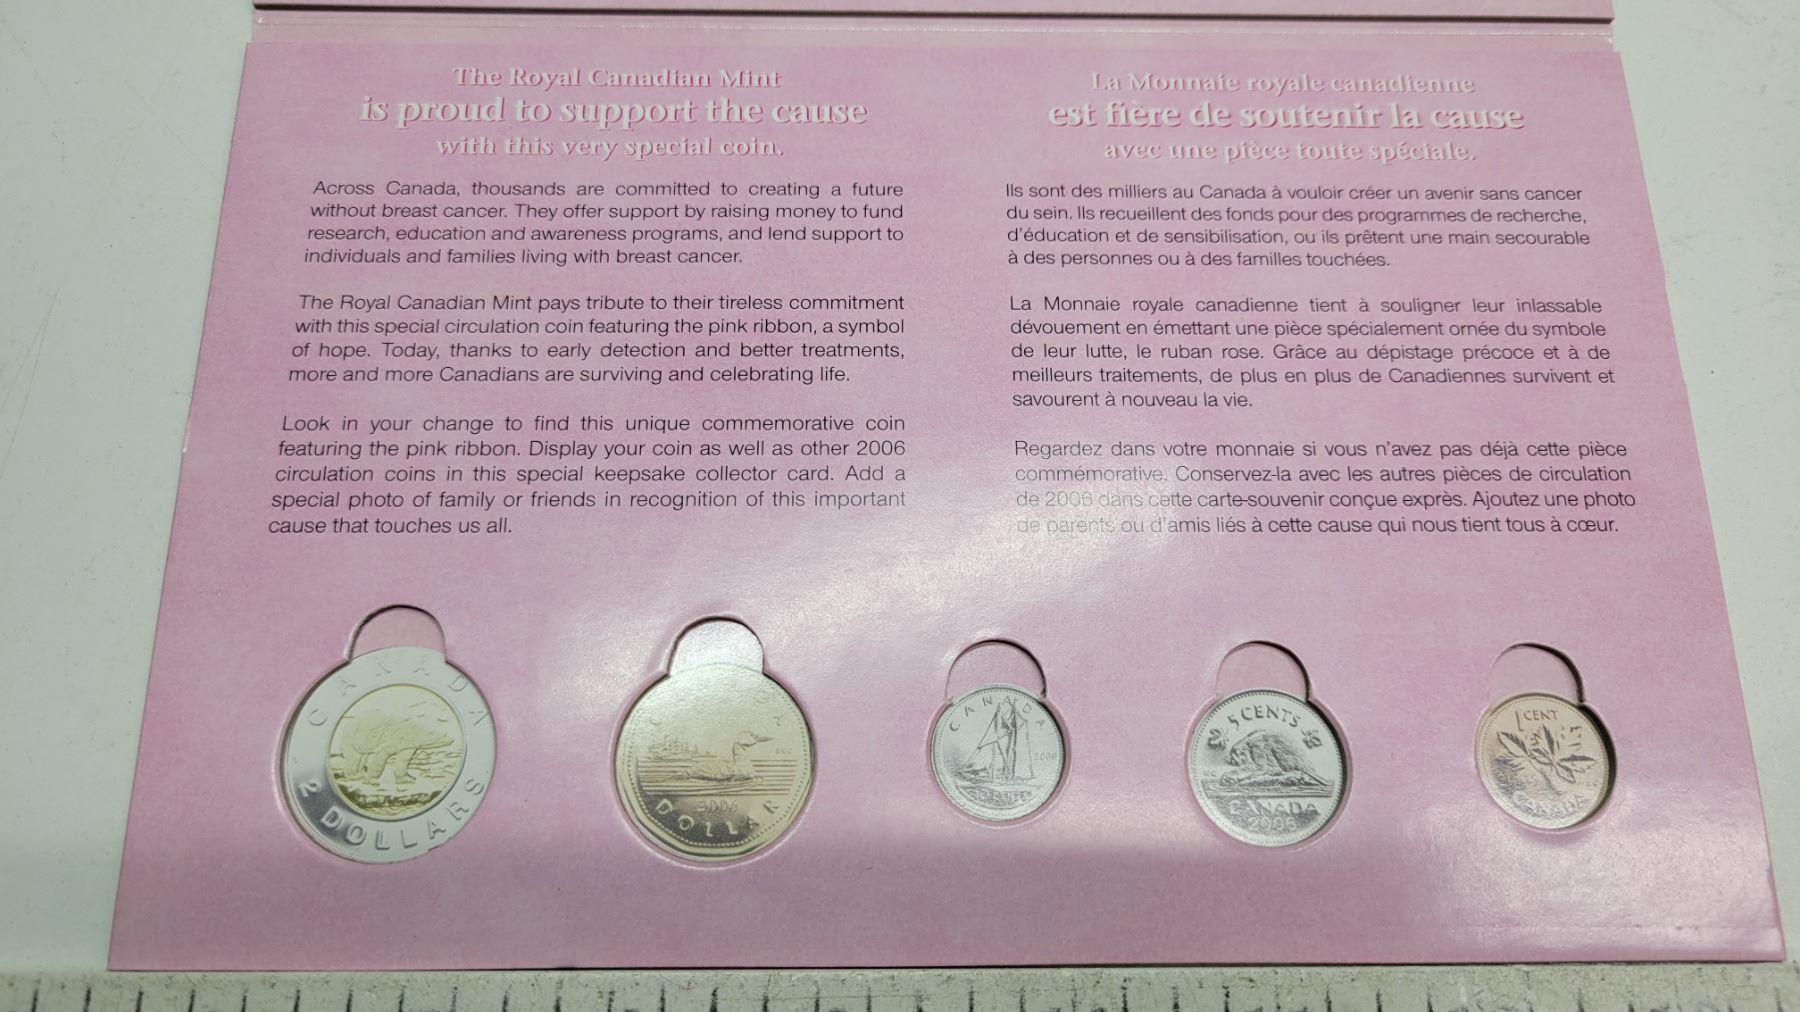 The Royal Canadian Mint
is proud to support the cause
with this very special coin.
Across Canada, thousands are committed to creating a future
without breast cancer. They offer support by raising money to fund
research, education and awareness programs, and lend support to
individuals and families living with breast cancer.
The Royal Canadian Mint pays tribute to their tireless commitment
with this special circulation coin featuring the pink ribbon, a symbol
of hope. Today, thanks to early detection and better treatments,
more and more Canadians are surviving and celebrating life.
Look in your change to find this unique commemorative coin
featuring the pink ribbon. Display your coin as well as other 2006
circulation coins in this special keepsake collector card. Add a
special photo of family or friends in recognition of this important
cause that touches us all.
La Monnaie royale canadienne
est fière de soutenir la cause
avec une pièce toute spéciale.
Ils sont des milliers au Canada à vouloir créer un avenir sans cancer
du sein. Ils recueillent des fonds pour des programmes de recherche,
d'éducation et de sensibilisation, ou ils prêtent une main secourable
à des personnes ou à des familles touchées.
La Monnaie royale canadienne tient à souligner leur inlassable
dévouement en émettant une pièce spécialement ornée du symbole
de leur lutte, le ruban rose. Grâce au dépistage précoce et à de
meilleurs traitements, de plus en plus de Canadiennes survivent et
savourent à nouveau la vie.
Regardez dans votre monnaie si vous n'avez pas déjà cette pièce
commémorative. Conservez-la avec les autres pièces de circulation
de 2006 dans cette carte-souvenir conçue exprès. Ajoutez une photo
de parents ou d'amis liés à cette cause qui nous tient tous à cœur.
CANADA
2 DOLLARS
CANADA
2006
DOLLAR
CANADA
2006
10 CENTS
5 CENTS
CANADA
2006
1 CENT
CANADA